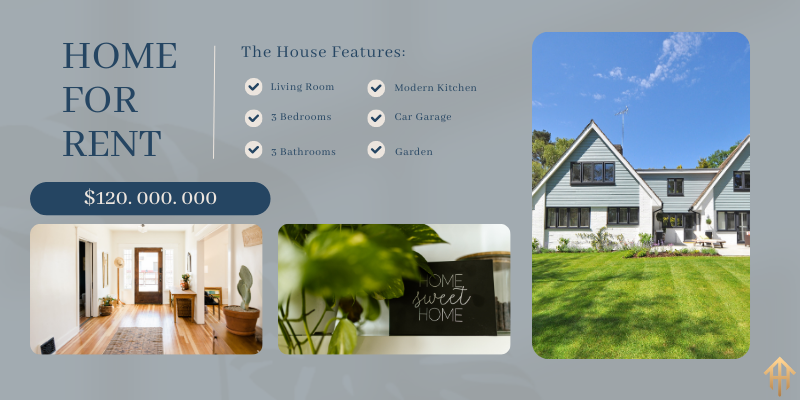 HOME
FOR
RENT
The House Features:
Living Room
3 Bedrooms
3 Bathrooms
Modern Kitchen
Car Garage
Garden
$120. 000. 000
HOME
sweet
HOME